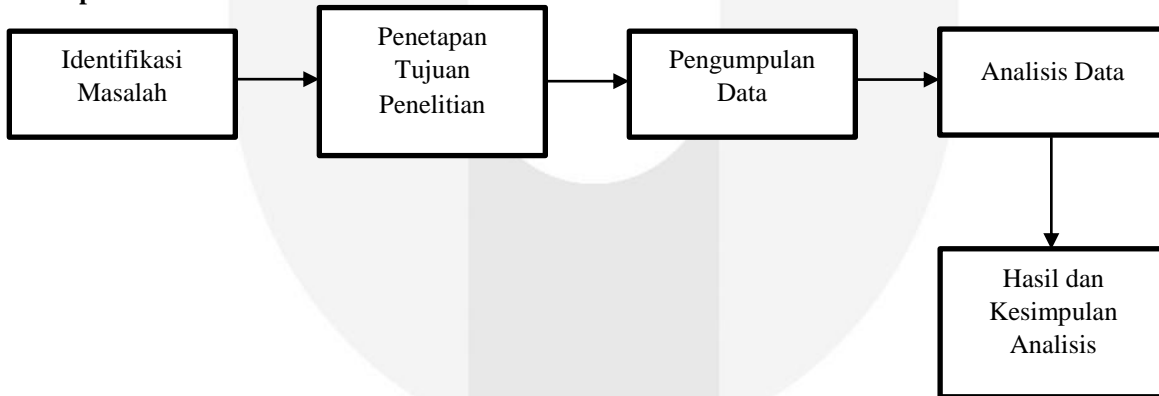 Identifikasi
Masalah
Penetapan
Tujuan
Penelitian
Pengumpulan
Data
Analisis Data
Hasil dan
Kesimpulan
Analisis